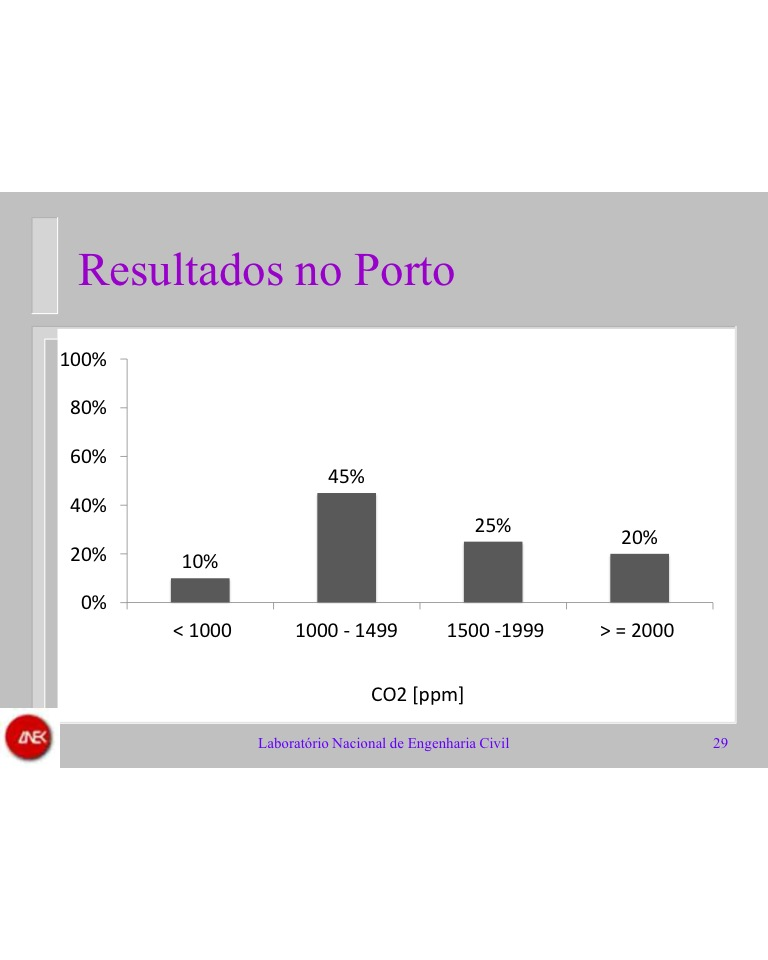 Resultados no Porto
100%
80%
60%
40%
20%
0%
10%
45%
25%
20%
< 1000
1000 - 1499
1500 -1999
> = 2000
CO2 [ppm]
LNEC
Laboratório Nacional de Engenharia Civil
29